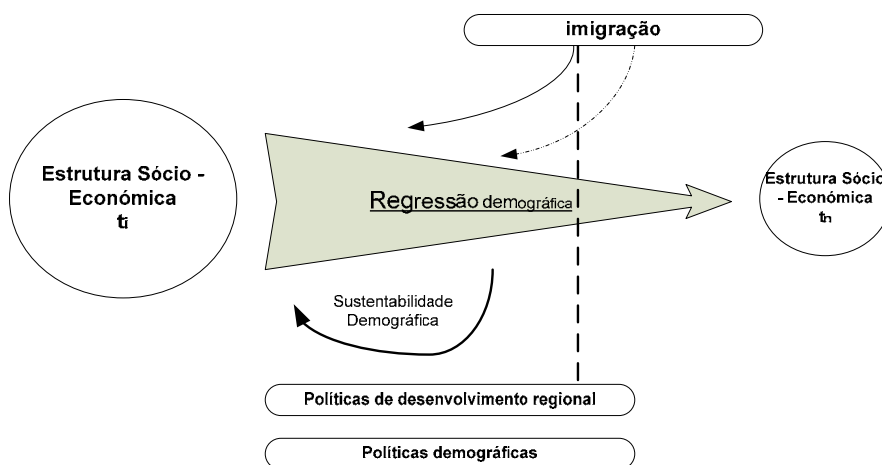 imigração
Estrutura Sócio -
Económica
ti
Regressão demográfica
Estrutura Sócio
- Económica
tn
Sustentabilidade
Demográfica
Políticas de desenvolvimento regional
Políticas demográficas